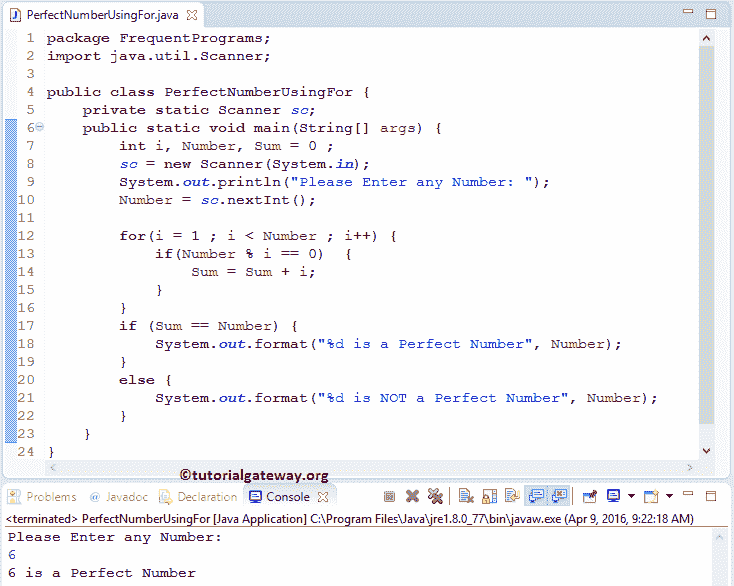 PerfectNumberUsingFor.java
1 package FrequentPrograms;
2 import java.util.Scanner;
3
4 public class PerfectNumberUsingFor {
5     private static Scanner sc;
6     public static void main(String[] args) {
7         int i, Number, Sum = 0 ;
8         sc = new Scanner(System.in);
9         System.out.println("Please Enter any Number: ");
10         Number = sc.nextInt();
11
12         for(i = 1 ; i < Number ; i++) {
13             if(Number % i == 0)  {
14                 Sum = Sum + i;
15             }
16         }
17         if (Sum == Number) {
18             System.out.format("%d is a Perfect Number", Number);
19         }
20         else {
21             System.out.format("%d is NOT a Perfect Number", Number);
22         }
23     }
24 }
©tutorialgateway.org
Problems @ Javadoc Declaration Console
<terminated> PerfectNumberUsingFor [Java Application] C:\Program Files\Java\jre1.8.0_77\bin\javaw.exe (Apr 9, 2016, 9:22:18 AM)
Please Enter any Number:
6
6 is a Perfect Number